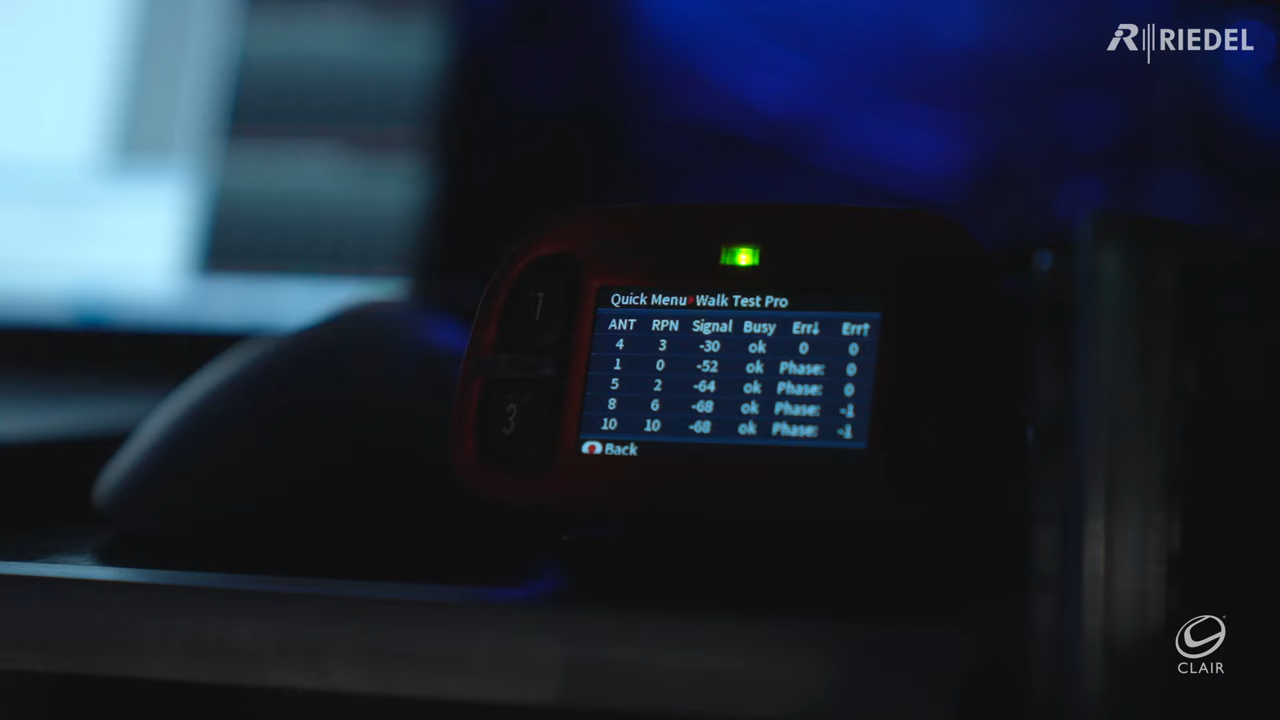 RIEDEL
1
Quick Menu Walk Test Pro
ANT RPN Signal Busy Err↓ Err↑
4 3 -30 ok 0 0
1 0 -52 ok Phase: 0
5 2 -64 ok Phase: 0
8 6 -68 ok Phase: -1
10 10 -68 ok Phase: -1
3
Back
CLAIR